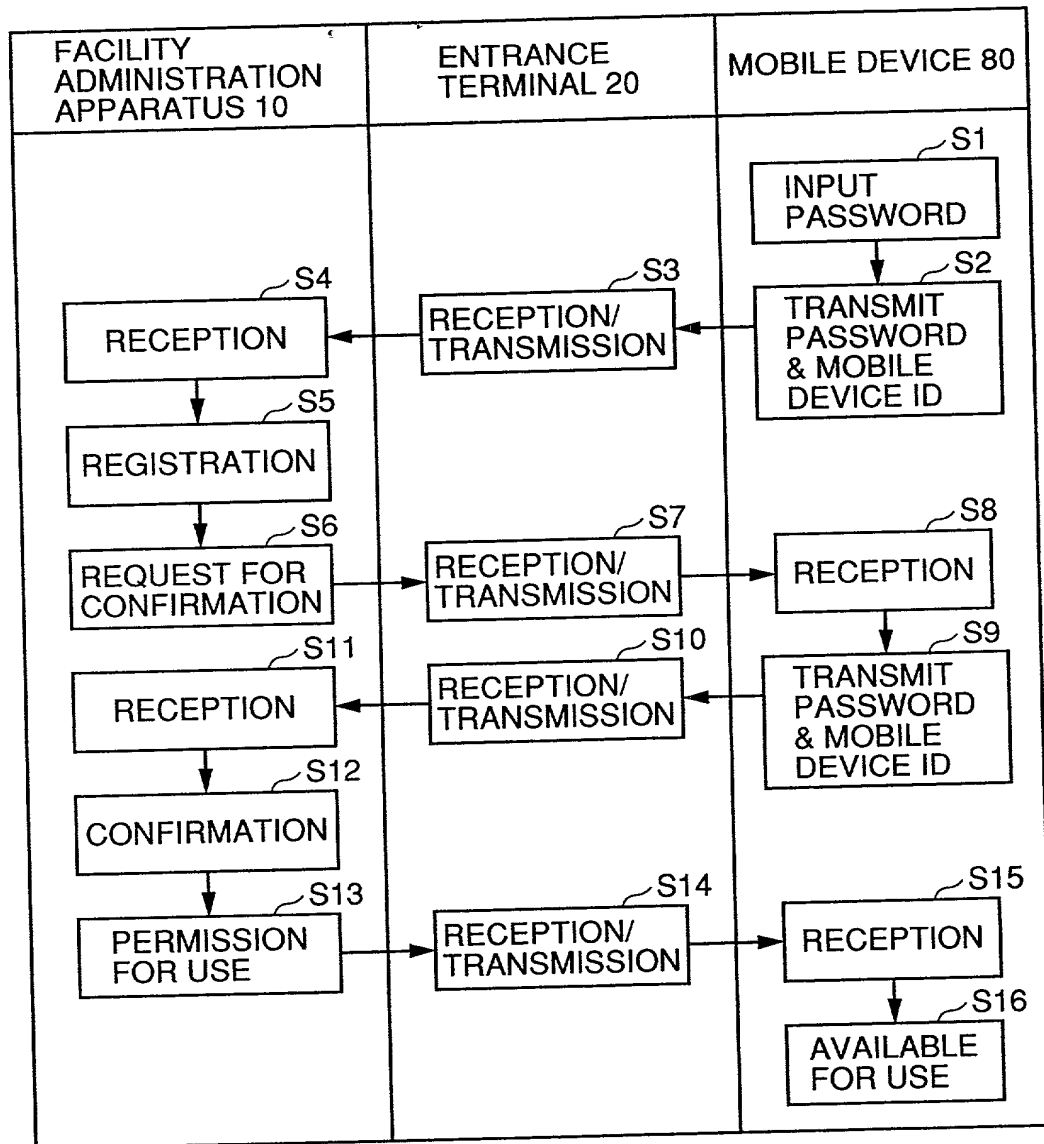 FACILITY
ADMINISTRATION
APPARATUS 10
ENTRANCE
TERMINAL 20
MOBILE DEVICE 80
S1
INPUT
PASSWORD
S2
TRANSMIT
PASSWORD
& MOBILE
DEVICE ID
S3
RECEPTION/
TRANSMISSION
S4
RECEPTION
S5
REGISTRATION
S6
REQUEST FOR
CONFIRMATION
S7
RECEPTION/
TRANSMISSION
S8
RECEPTION
S9
TRANSMIT
PASSWORD
& MOBILE
DEVICE ID
S10
RECEPTION/
TRANSMISSION
S11
RECEPTION
S12
CONFIRMATION
S13
PERMISSION
FOR USE
S14
RECEPTION/
TRANSMISSION
S15
RECEPTION
S16
AVAILABLE
FOR USE